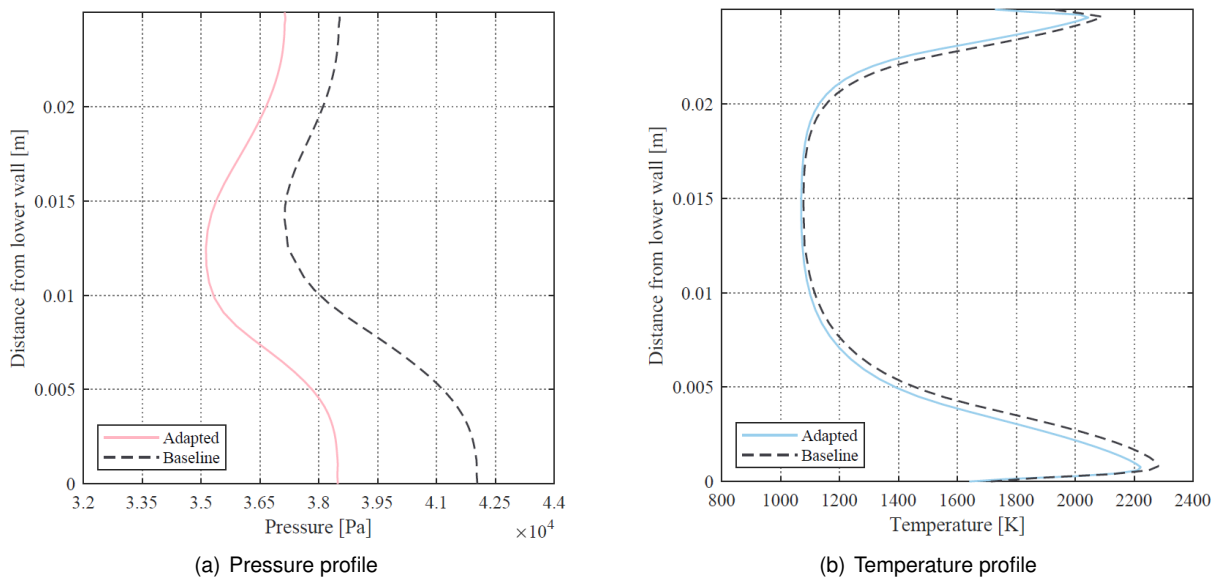 Distance from lower wall [m]
0.02
0.015
0.01
0.005
0
Adapted
Baseline
3.2 3.35 3.5 3.65 3.8 3.95 4.1 4.25 4.4
Pressure [Pa]
×10⁴
(a) Pressure profile
Distance from lower wall [m]
0.02
0.015
0.01
0.005
0
Adapted
Baseline
800 1000 1200 1400 1600 1800 2000 2200 2400
Temperature [K]
(b) Temperature profile